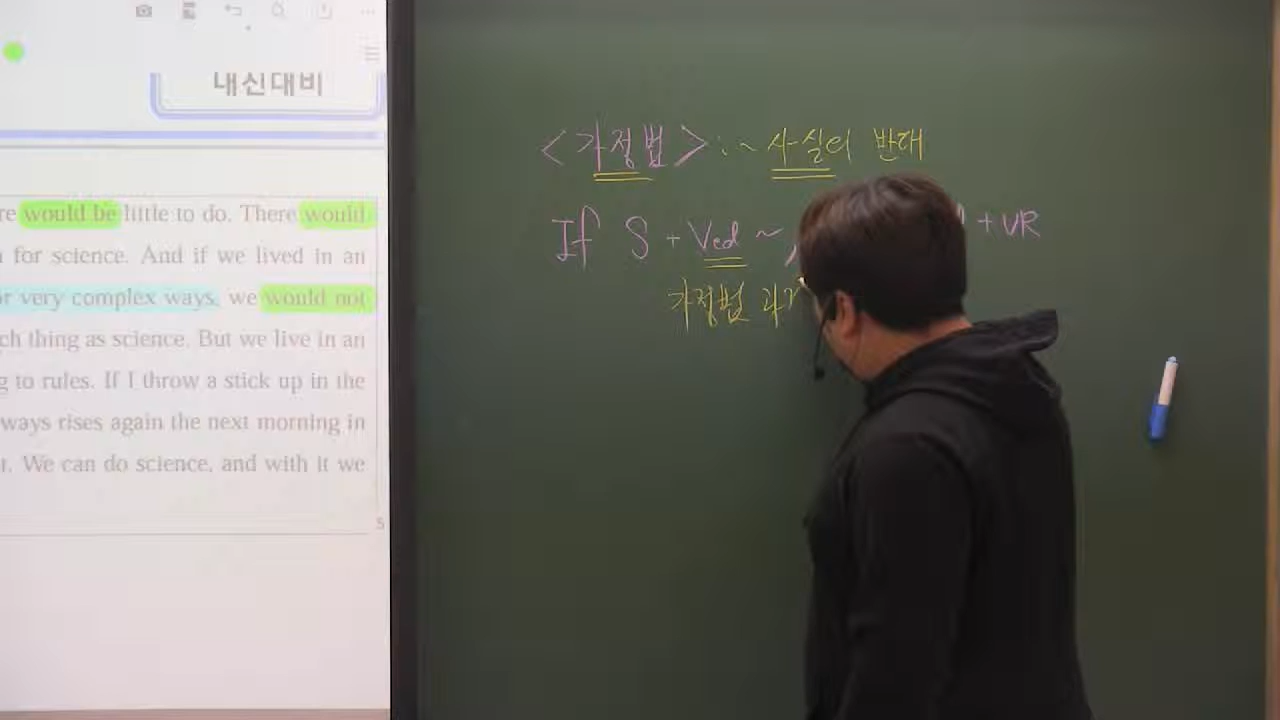 내신대비
re would be little to do. There would
for science. And if we lived in an
or very complex ways, we would not
ch thing as science. But we live in an
g to rules. If I throw a stick up in the
ways rises again the next morning in
t. We can do science, and with it we
5
<가정법> : ~ 사실의 반대
If S + Ved ~, + VR
가정법 과거